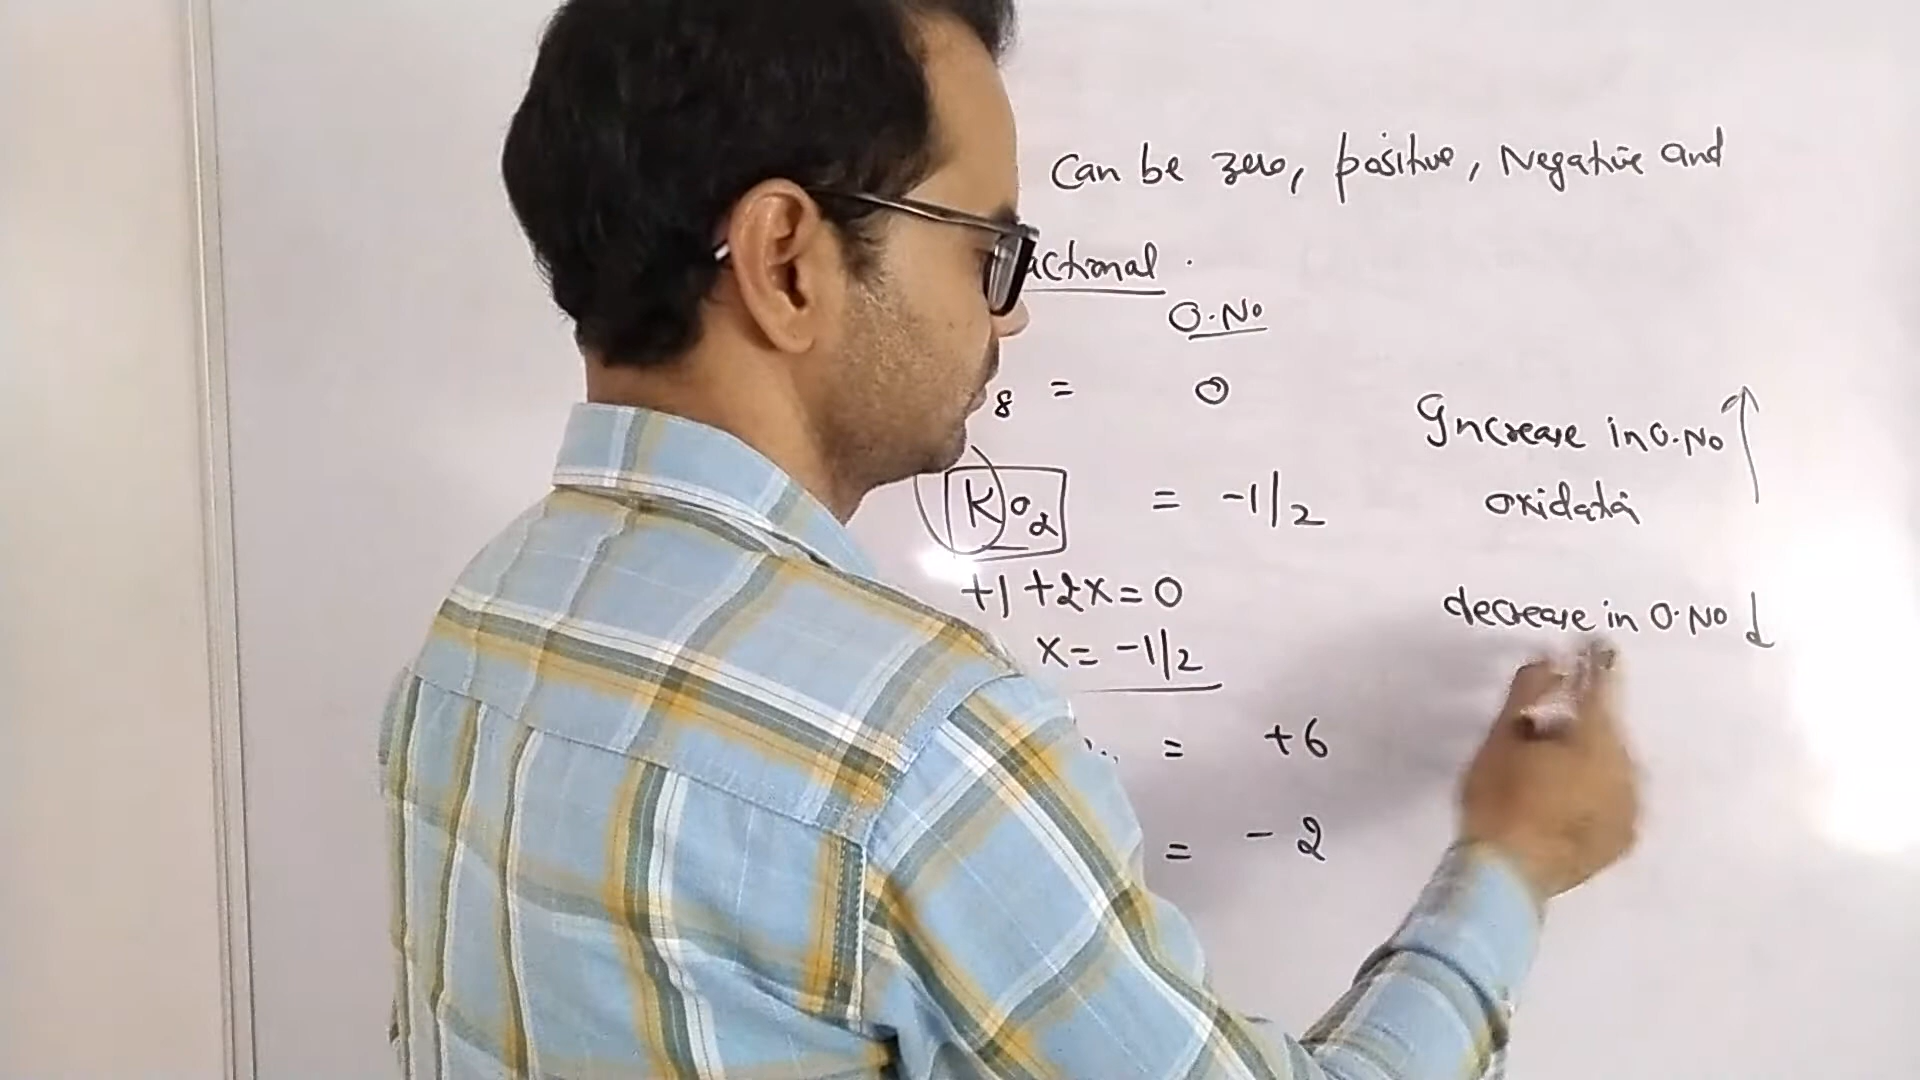 Can be zero, positive, Negative and
actional.
O.No
8 = 0
KO2 = -1/2
+1 +2x = 0
x = -1/2
= +6
= -2
Increase in O.No ↑
oxidatn
decrease in O.No ↓